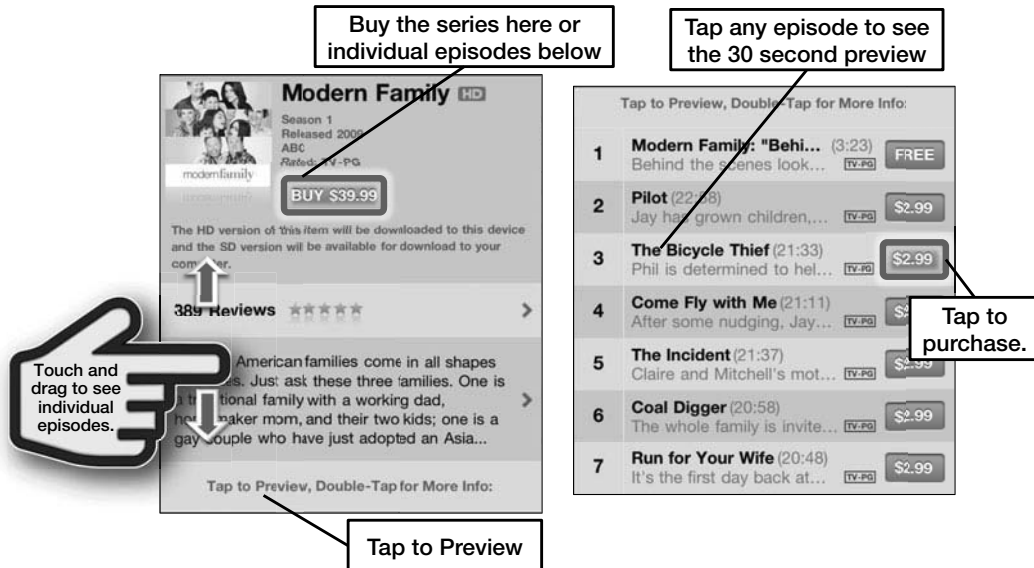 Buy the series here or
individual episodes below
Modern Family HD
Season 1
Released 2009
ABC
Rated: TV-PG
modernfamily
BUY $39.99
The HD version of this item will be downloaded to this device
and the SD version will be available for download to your
389 Reviews
Touch and
drag to see
individual
episodes.
American families come in all shapes
Just ask these three families. One is
family with a working dad,
mom, and their two kids; one is a
gay couple who have just adopted an Asia...
Tap to Preview, Double-Tap for More Info:
Tap to Preview
Tap any episode to see
the 30 second preview
Tap to Preview, Double-Tap for More Info:
1 Modern Family: "Behi... (3:23) FREE
Behind the scenes look... TV-PG
2 Pilot $2.99
Jay has grown children,... TV-PG
3 The Bicycle Thief (21:33) $2.99
Phil is determined to hel... TV-PG
4 Come Fly with Me (21:11)
After some nudging, Jay... TV-PG
Tap to
purchase.
5 The Incident (21:37) $2.99
Claire and Mitchell's mot... TV-PG
6 Coal Digger (20:58) $2.99
The whole family is invite... TV-PG
7 Run for Your Wife (20:48) $2.99
It's the first day back at... TV-PG